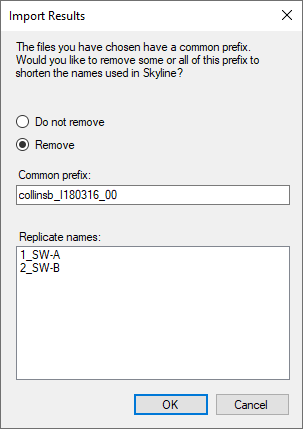 Import Results
The files you have chosen have a common prefix.
Would you like to remove some or all of this prefix to
shorten the names used in Skyline?
Do not remove
Remove
Common prefix:
collinsb_I180316_00
Replicate names:
1_SW-A
2_SW-B
OK
Cancel